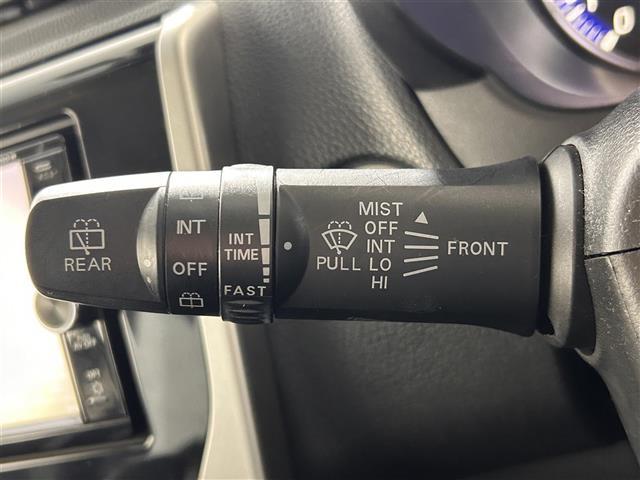 REAR
INT
OFF
INT
TIME
FAST
MIST
OFF
INT
PULL LO
HI
FRONT